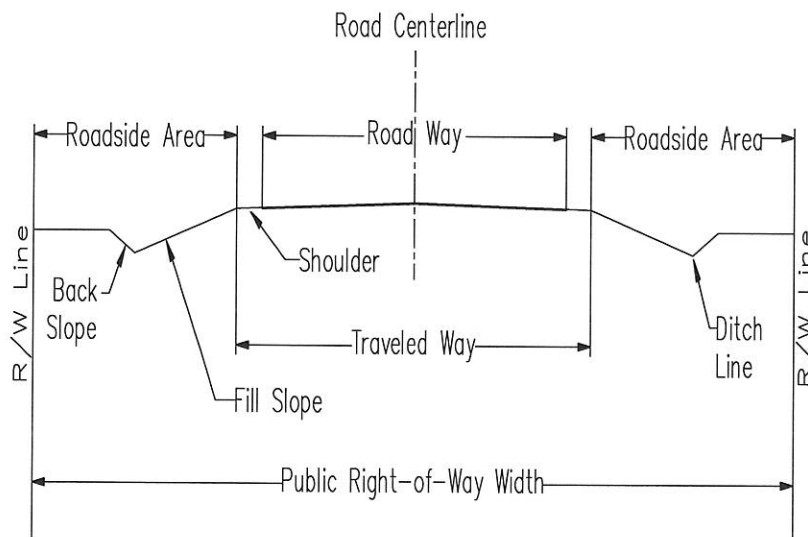 Road Centerline
Roadside Area
Road Way
Roadside Area
Shoulder
Back
Slope
R/W Line
R/W Line
Ditch
Line
Traveled Way
Fill Slope
Public Right-of-Way Width